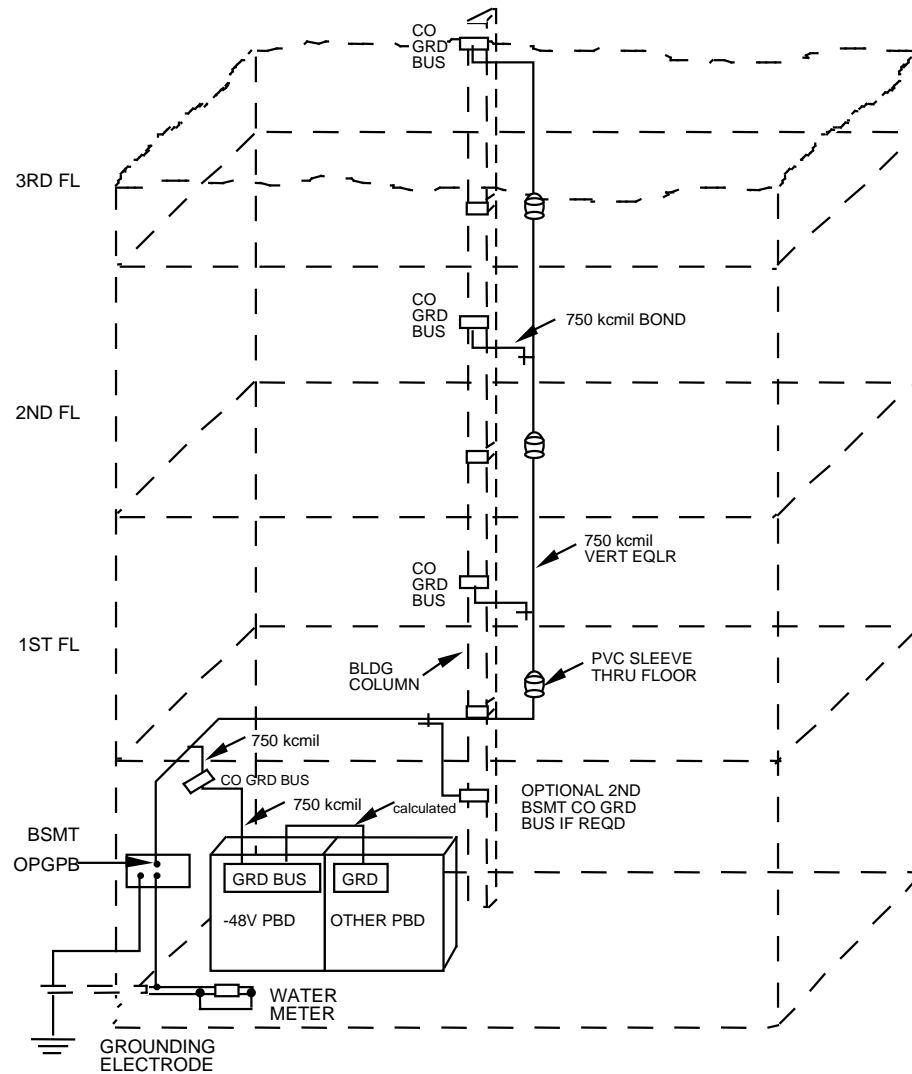 CO
GRD
BUS
3RD FL
CO
GRD
BUS
750 kcmil BOND
2ND FL
750 kcmil
VERT EQLR
CO
GRD
BUS
1ST FL
BLDG
COLUMN
PVC SLEEVE
THRU FLOOR
750 kcmil
CO GRD BUS
750 kcmil
calculated
OPTIONAL 2ND
BSMT CO GRD
BUS IF REQD
BSMT
OPGPB
GRD BUS
GRD
-48V PBD
OTHER PBD
WATER
METER
GROUNDING
ELECTRODE